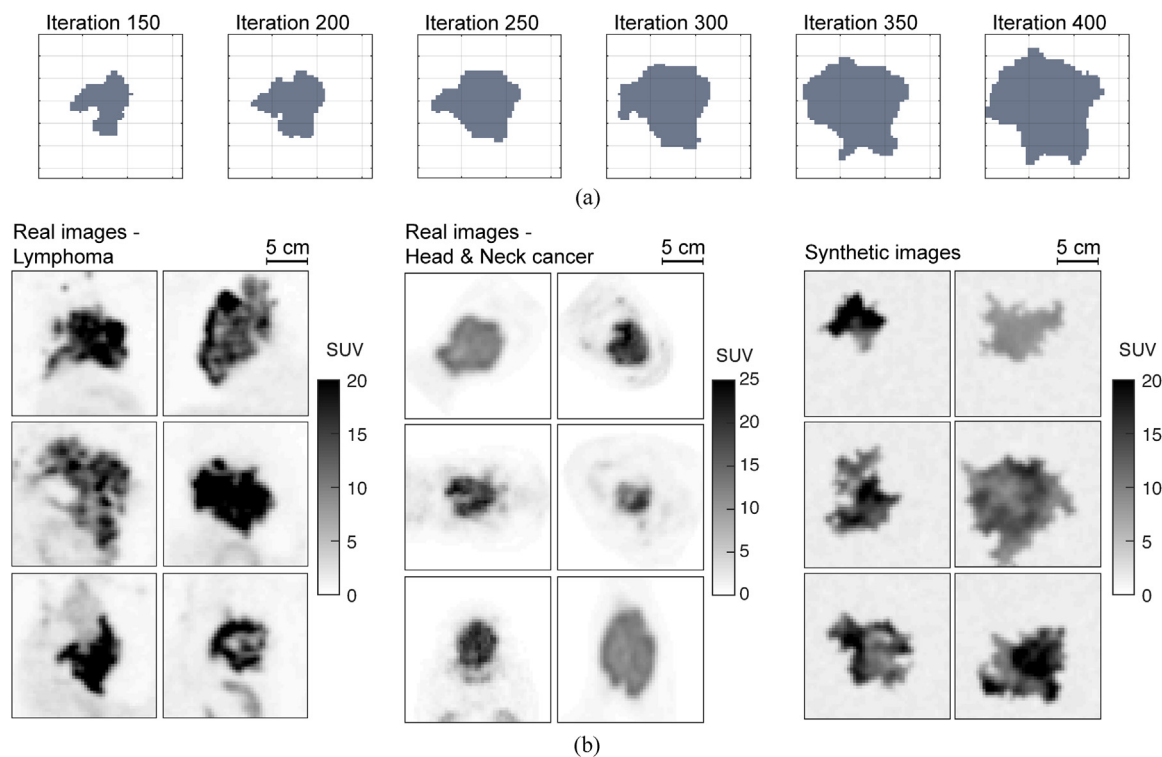 Iteration 150 Iteration 200 Iteration 250 Iteration 300 Iteration 350 Iteration 400
(a)
Real images -
Lymphoma
5 cm
SUV
20
15
10
5
0
Real images -
Head & Neck cancer
5 cm
SUV
25
20
15
10
5
0
Synthetic images
5 cm
SUV
20
15
10
5
0
(b)